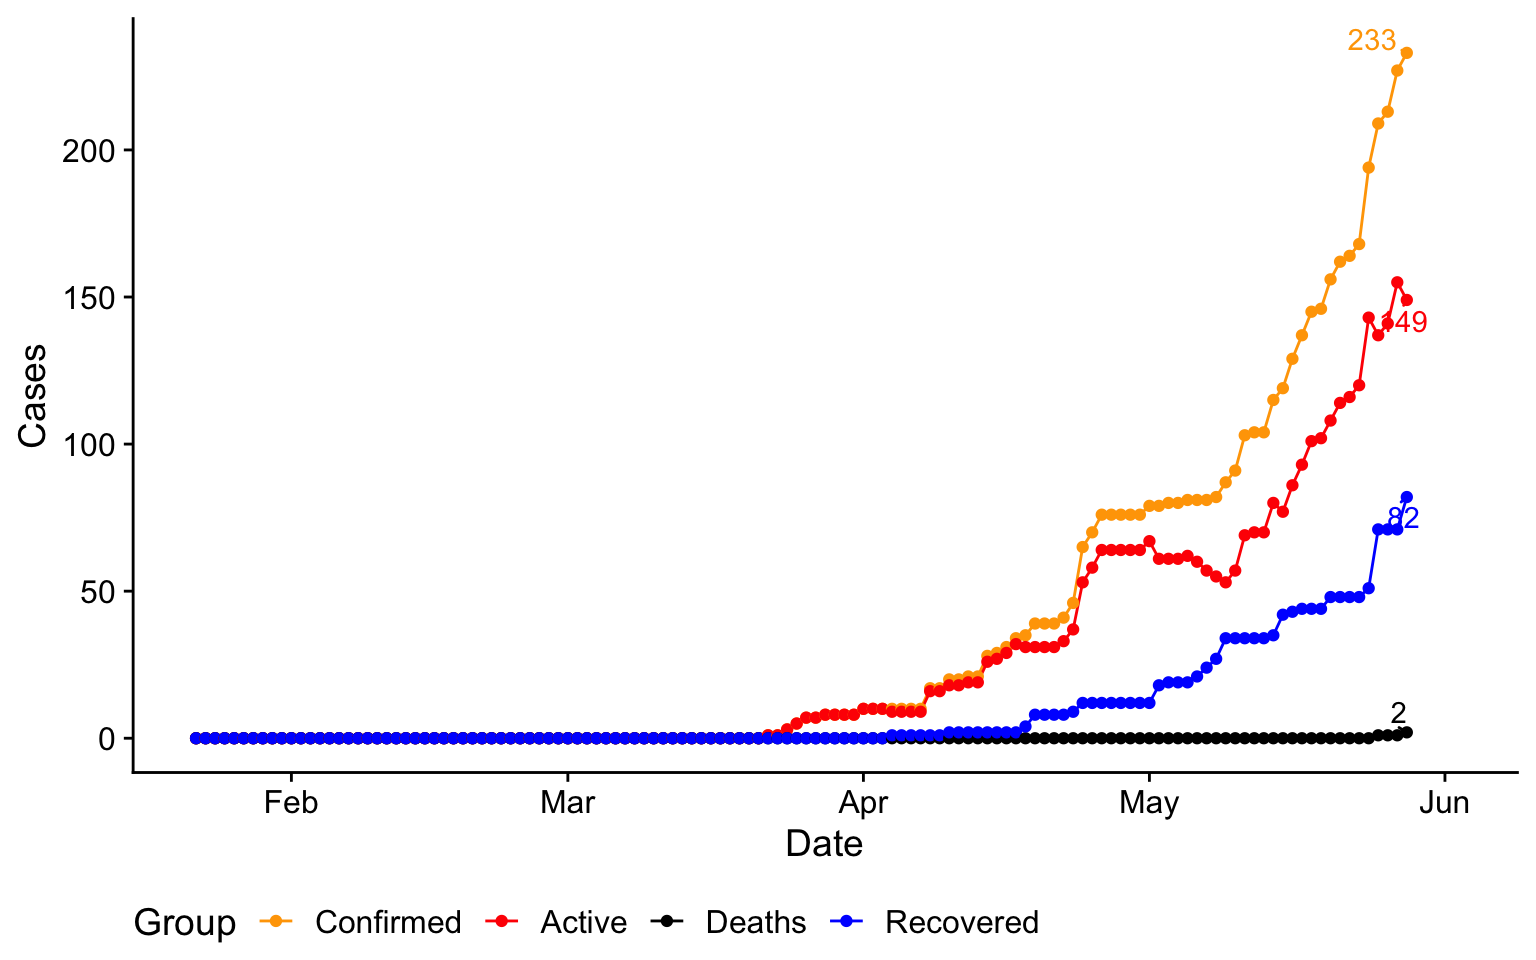 233
200
150
149
100
82
50
2
0
Cases
Feb Mar Apr May Jun
Date
Group Confirmed Active Deaths Recovered